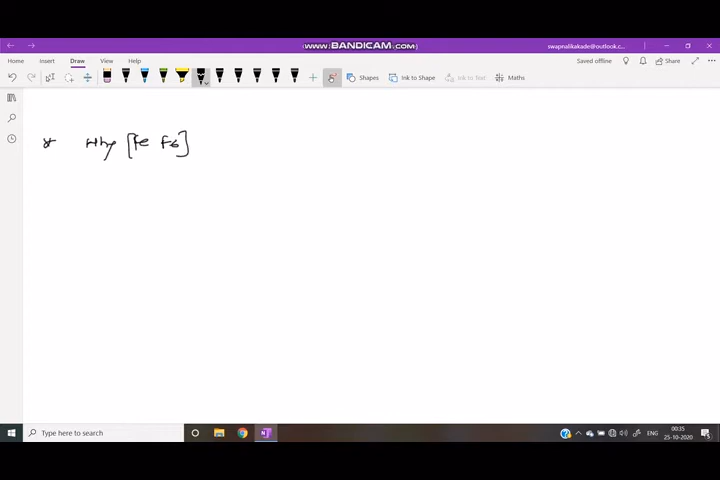 www.BANDICAM.com
swapnalikakade@outlook.c...
Home Insert Draw View Help
Saved offline Share
Shapes Ink to Shape Ink to Text Maths
* Why [Fe F6]
Type here to search
ENG
00:35
25-10-2020